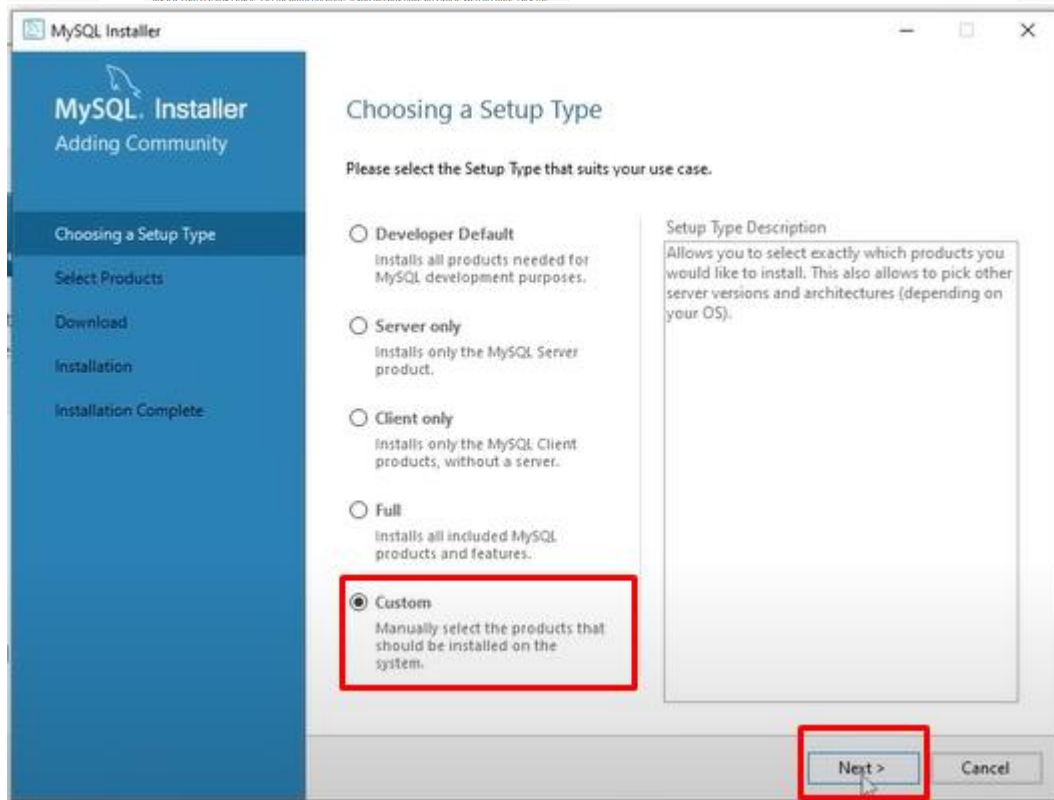 MySQL Installer
MySQL. Installer
Adding Community
Choosing a Setup Type
Select Products
Download
Installation
Installation Complete
Choosing a Setup Type
Please select the Setup Type that suits your use case.
Developer Default
Installs all products needed for
MySQL development purposes.
Server only
Installs only the MySQL Server
product.
Client only
Installs only the MySQL Client
products, without a server.
Full
Installs all included MySQL
products and features.
Custom
Manually select the products that
should be installed on the
system.
Setup Type Description
Allows you to select exactly which products you
would like to install. This also allows to pick other
server versions and architectures (depending on
your OS).
Next >
Cancel